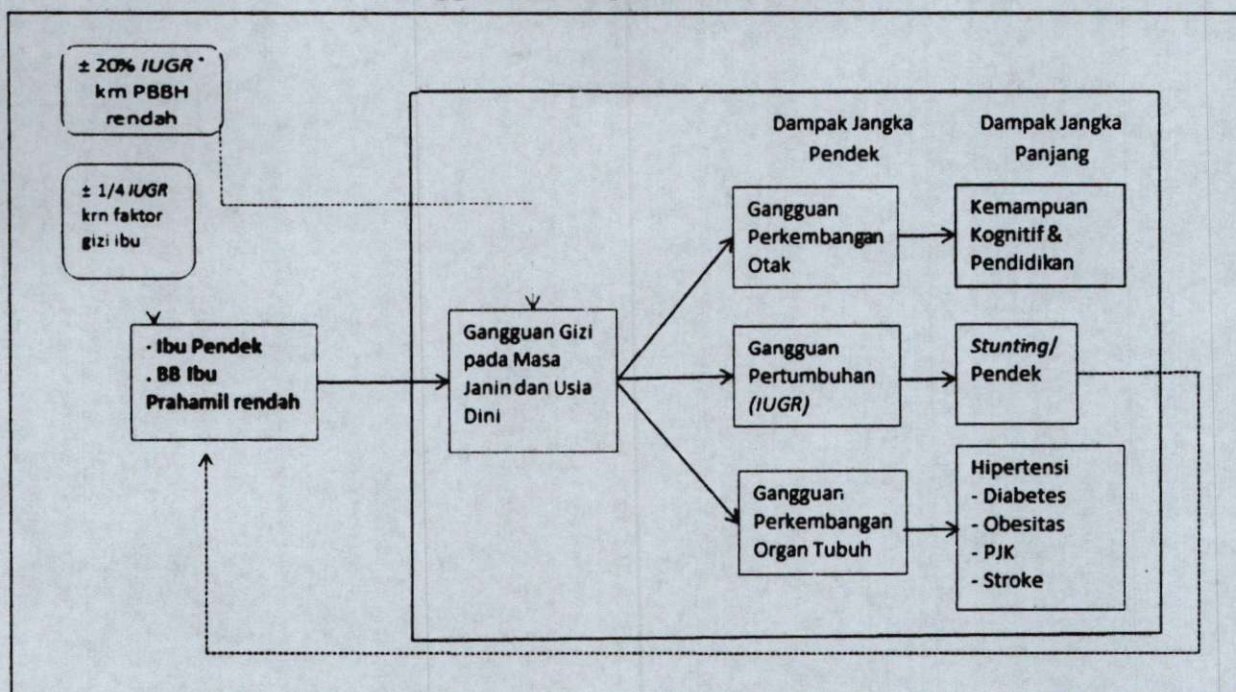 ± 20% IUGR *
krn PBBH
rendah
± 1/4 IUGR
krn faktor
gizi ibu
· Ibu Pendek
. BB Ibu
Prahamil rendah
Gangguan Gizi
pada Masa
Janin dan Usia
Dini
Dampak Jangka
Pendek
Gangguan
Perkembangan
Otak
Gangguan
Pertumbuhan
(IUGR)
Gangguan
Perkembangan
Organ Tubuh
Dampak Jangka
Panjang
Kemampuan
Kognitif &
Pendidikan
Stunting/
Pendek
Hipertensi
- Diabetes
- Obesitas
- PJK
- Stroke